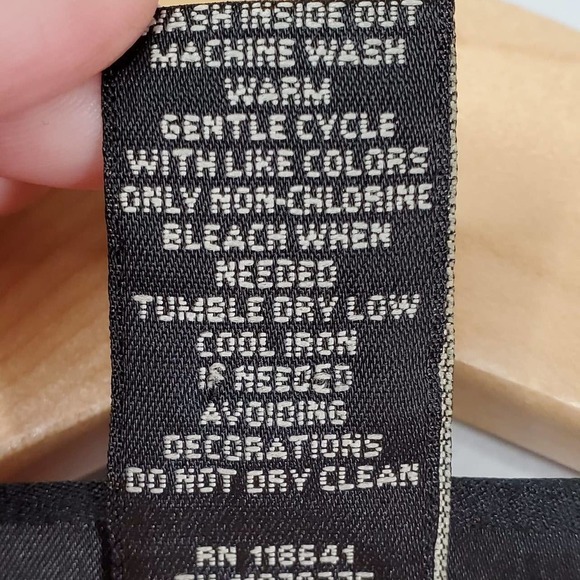 WASH INSIDE OUT
MACHINE WASH
WARM
GENTLE CYCLE
WITH LIKE COLORS
ONLY NON-CHLORINE
BLEACH WHEN
NEEDED
TUMBLE DRY LOW
COOL IRON
IF NEEDED
AVOIDING
DECORATIONS
DO NOT DRY CLEAN
RN 118641